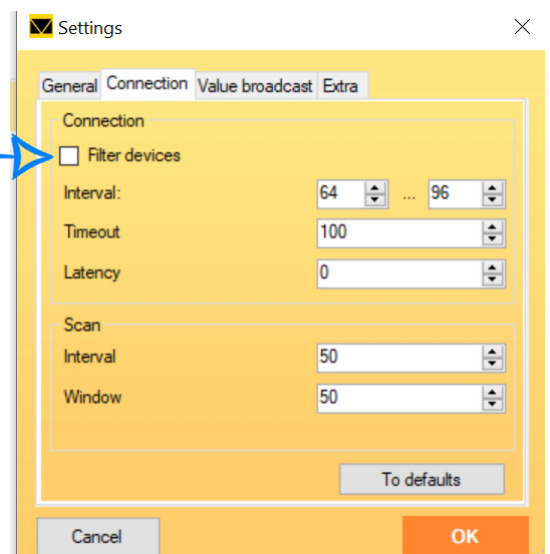 Settings
General Connection Value broadcast Extra
Connection
Filter devices
Interval: 64 ... 96
Timeout 100
Latency 0
Scan
Interval 50
Window 50
To defaults
Cancel OK